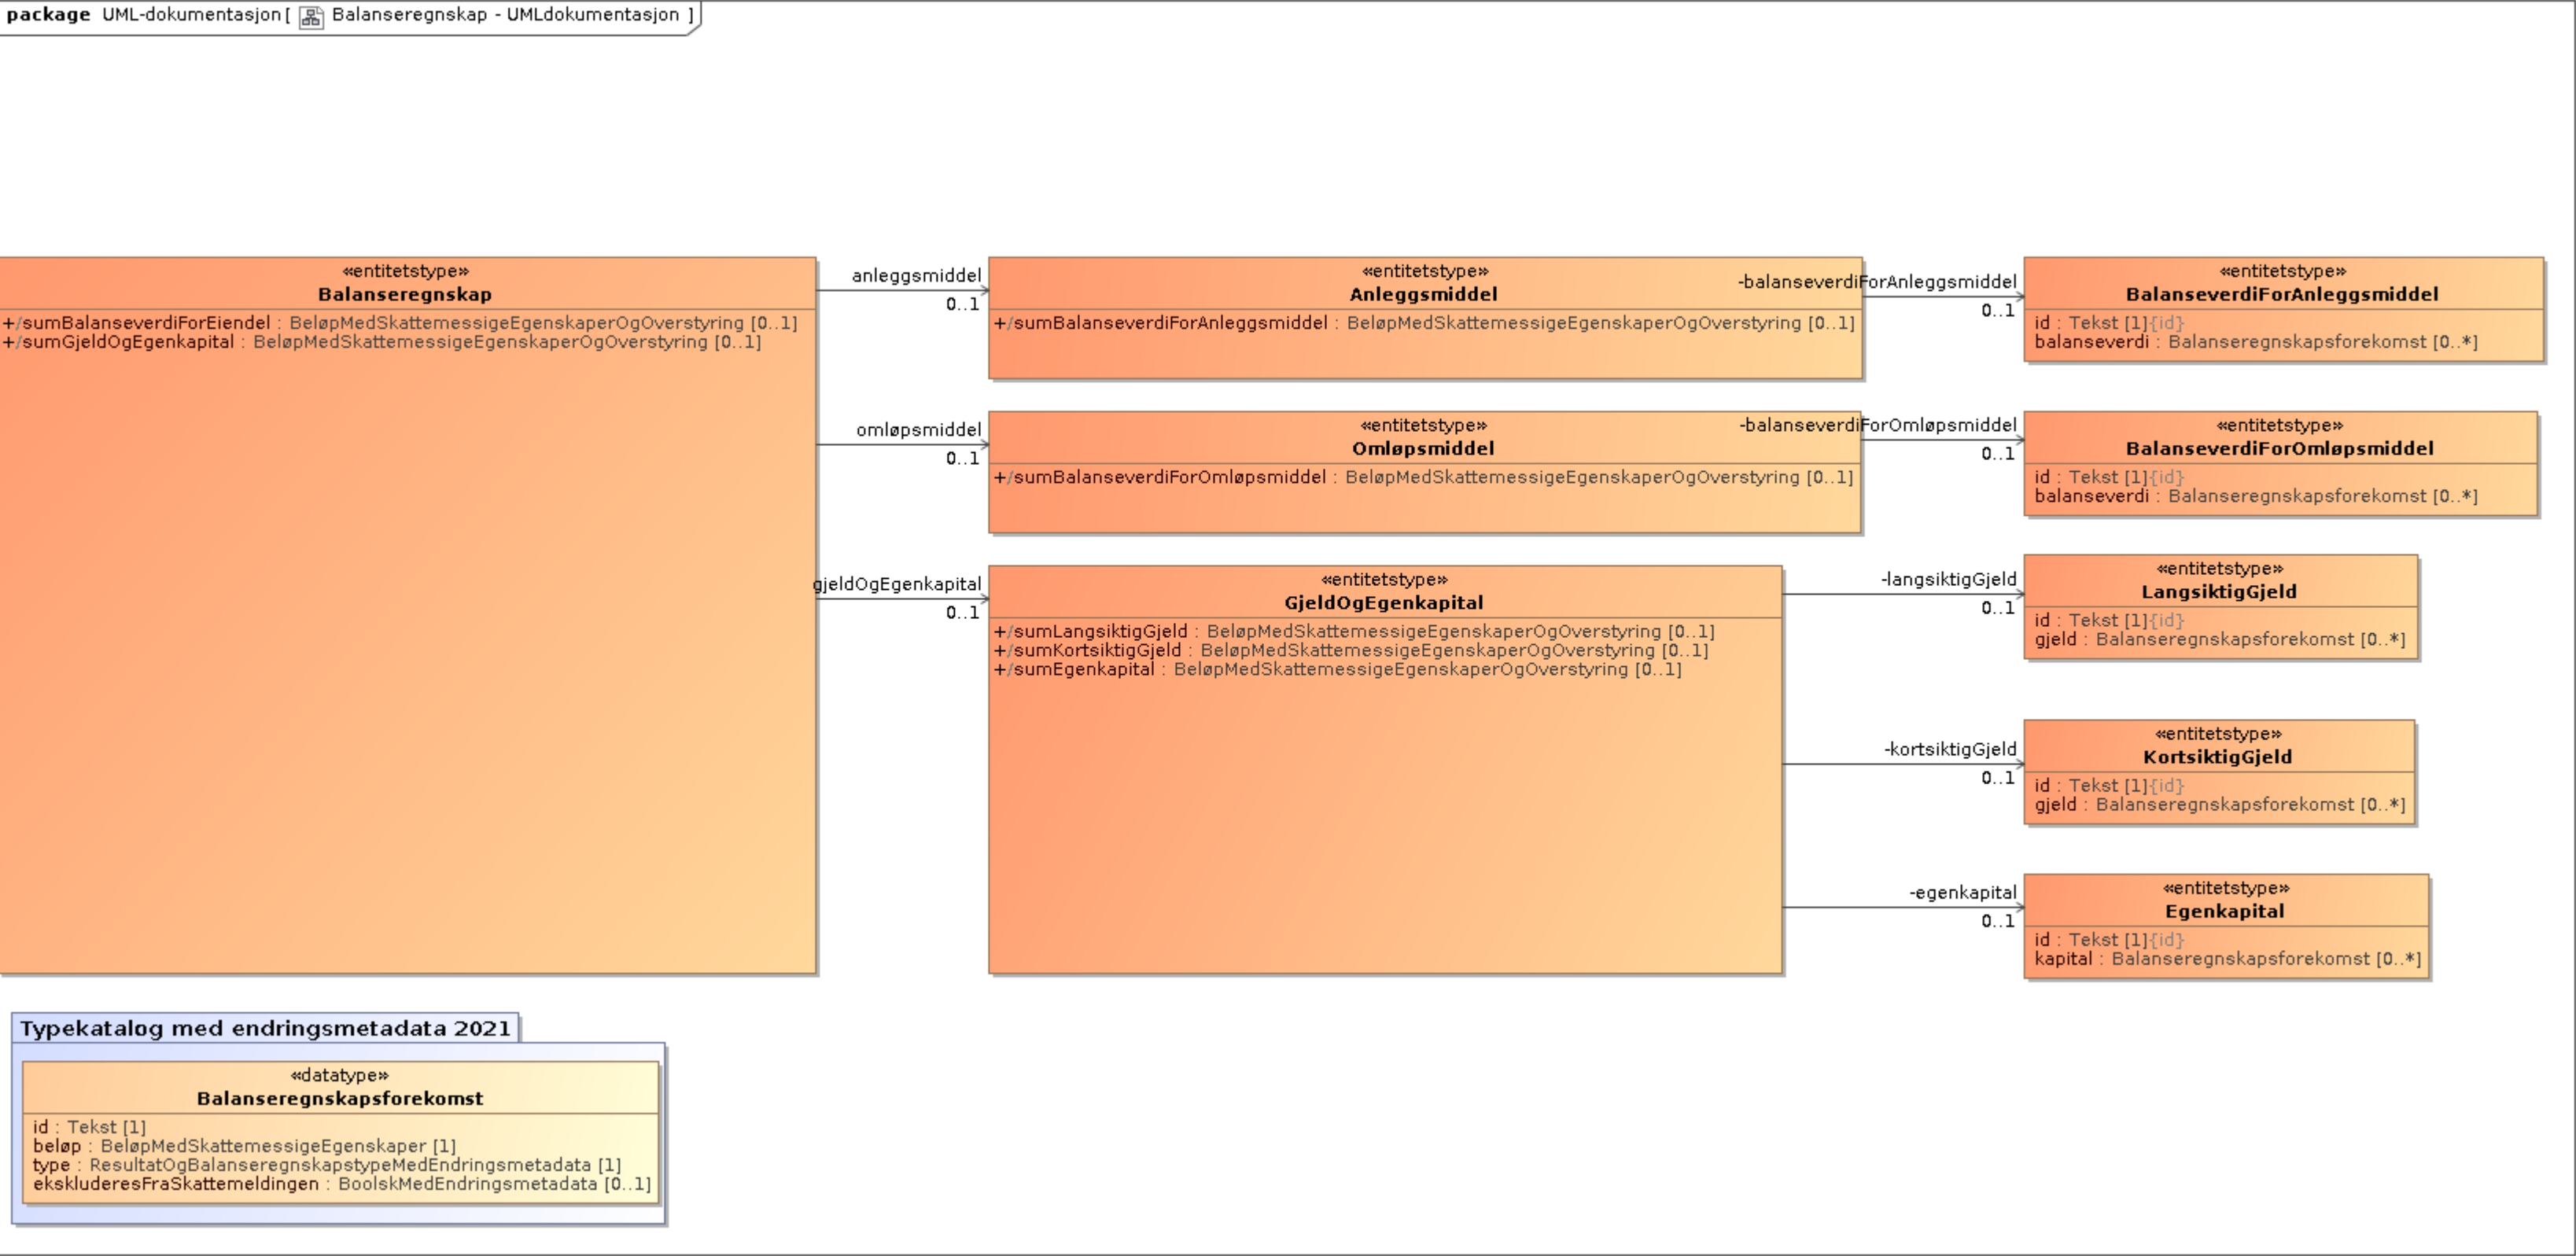 package UML-dokumentasjon[ Balanseregnskap - UMLdokumentasjon ]
«entitetstype»
Balanseregnskap
+/sumBalanseverdiForEiendel : BeløpMedSkattemessigeEgenskaperOgOverstyring [0..1]
+/sumGjeldOgEgenkapital : BeløpMedSkattemessigeEgenskaperOgOverstyring [0..1]
anleggsmiddel
0..1
«entitetstype»
Anleggsmiddel
+/sumBalanseverdiForAnleggsmiddel : BeløpMedSkattemessigeEgenskaperOgOverstyring [0..1]
-balanseverdiForAnleggsmiddel
0..1
«entitetstype»
BalanseverdiForAnleggsmiddel
id : Tekst [1]{id}
balanseverdi : Balanseregnskapsforekomst [0..*]
omløpsmiddel
0..1
«entitetstype»
Omløpsmiddel
+/sumBalanseverdiForOmløpsmiddel : BeløpMedSkattemessigeEgenskaperOgOverstyring [0..1]
-balanseverdiForOmløpsmiddel
0..1
«entitetstype»
BalanseverdiForOmløpsmiddel
id : Tekst [1]{id}
balanseverdi : Balanseregnskapsforekomst [0..*]
gjeldOgEgenkapital
0..1
«entitetstype»
GjeldOgEgenkapital
+/sumLangsiktigGjeld : BeløpMedSkattemessigeEgenskaperOgOverstyring [0..1]
+/sumKortsiktigGjeld : BeløpMedSkattemessigeEgenskaperOgOverstyring [0..1]
+/sumEgenkapital : BeløpMedSkattemessigeEgenskaperOgOverstyring [0..1]
-langsiktigGjeld
0..1
«entitetstype»
LangsiktigGjeld
id : Tekst [1]{id}
gjeld : Balanseregnskapsforekomst [0..*]
-kortsiktigGjeld
0..1
«entitetstype»
KortsiktigGjeld
id : Tekst [1]{id}
gjeld : Balanseregnskapsforekomst [0..*]
-egenkapital
0..1
«entitetstype»
Egenkapital
id : Tekst [1]{id}
kapital : Balanseregnskapsforekomst [0..*]
Typekatalog med endringsmetadata 2021
«datatype»
Balanseregnskapsforekomst
id : Tekst [1]
beløp : BeløpMedSkattemessigeEgenskaper [1]
type : ResultatOgBalanseregnskapstypeMedEndringsmetadata [1]
ekskluderesFraSkattemeldingen : BoolskMedEndringsmetadata [0..1]